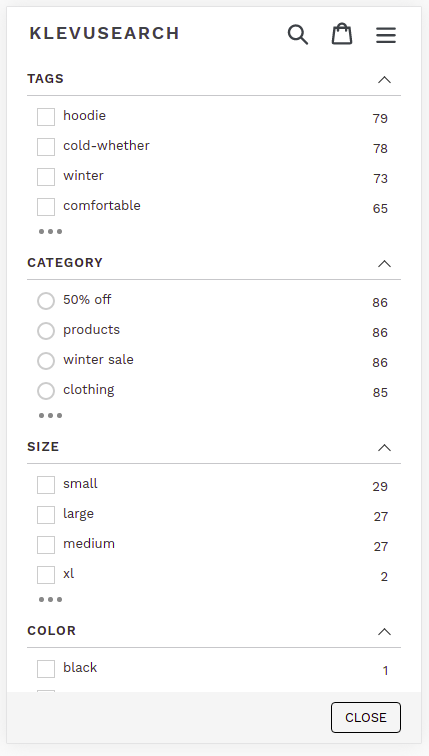 KLEVUSEARCH
TAGS
hoodie 79
cold-whether 78
winter 73
comfortable 65
CATEGORY
50% off 86
products 86
winter sale 86
clothing 85
SIZE
small 29
large 27
medium 27
xl 2
COLOR
black 1
CLOSE